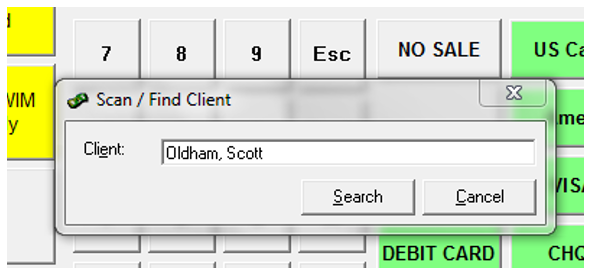 7 8 9 Esc NO SALE US Ca
WIM
y
Scan / Find Client
Client:
Oldham, Scott
Search Cancel
VISA
DEBIT CARD CHQ